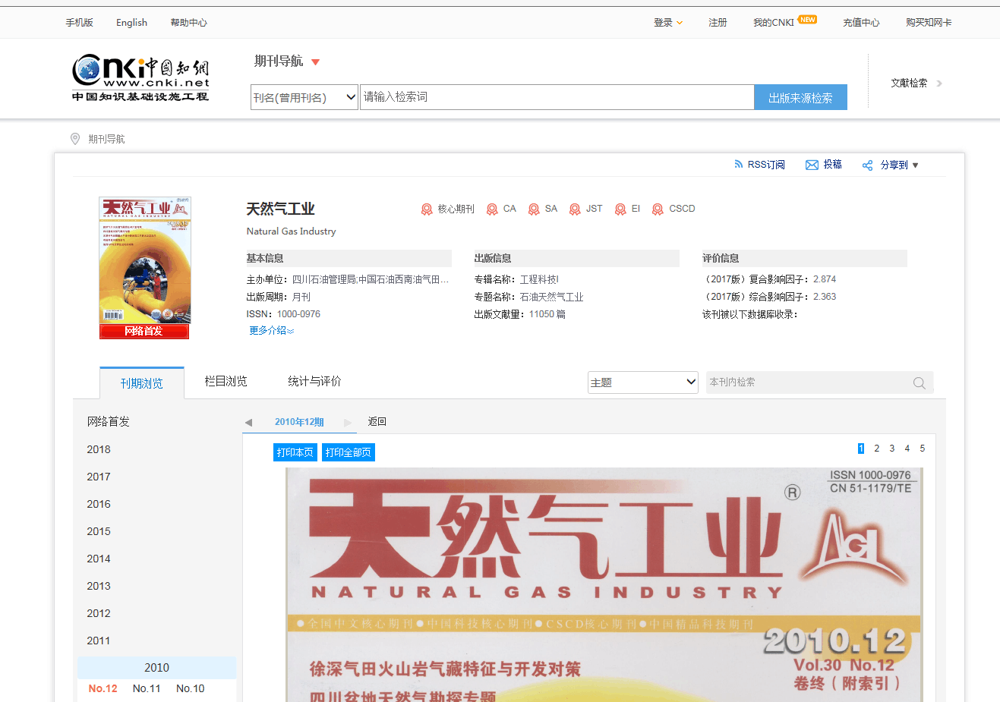 手机版 English 帮助中心 登录 注册 我的CNKI NEW 充值中心 购买知网卡
Cnki 中国知网
www.cnki.net
中国知识基础设施工程
期刊导航
刊名(曾用刊名) 请输入检索词 出版来源检索 文献检索
期刊导航
RSS订阅 投稿 分享到
天然气工业
NATURAL GAS INDUSTRY
网络首发
天然气工业 核心期刊 CA SA JST EI CSCD
Natural Gas Industry
基本信息 出版信息 评价信息
主办单位：四川石油管理局;中国石油西南油气田... 专辑名称：工程科技I （2017版）复合影响因子：2.874
出版周期：月刊 专题名称：石油天然气工业 （2017版）综合影响因子：2.363
ISSN：1000-0976 出版文献量：11050 篇 该刊被以下数据库收录：
更多介绍
刊期浏览 栏目浏览 统计与评价 主题 本刊内检索
网络首发 2010年12期 返回
打印本页 打印全部页 1 2 3 4 5
2018
2017
2016
2015
2014
2013
2012
2011
2010
No.12 No.11 No.10
ISSN 1000-0976
CN 51-1179/TE
天然气工业 ®
AGI
NATURAL GAS INDUSTRY
●全国中文核心期刊●中国科技核心期刊●CSCD核心期刊●中国精品科技期刊
2010.12
Vol.30 No.12
徐深气田火山岩气藏特征与开发对策
卷终（附索引）
四川盆地天然气勘探专题